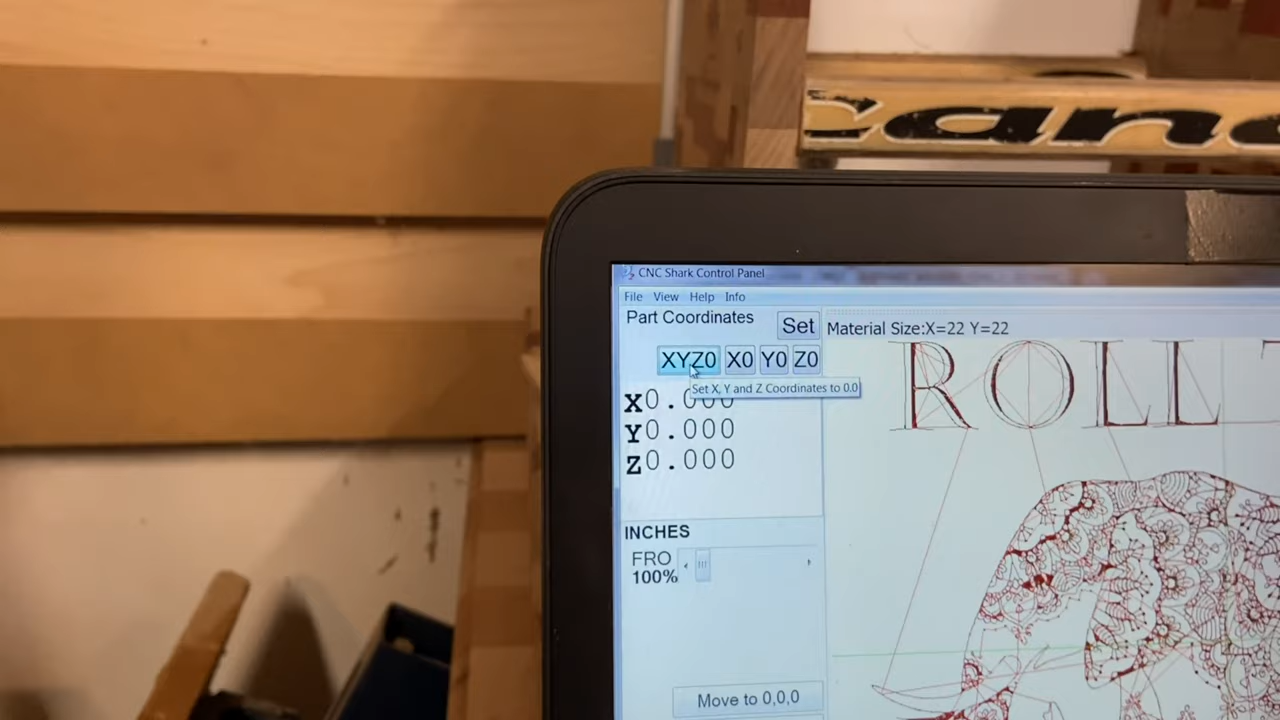 cand
CNC Shark Control Panel
File View Help Info
Part Coordinates
Set
Material Size:X=22 Y=22
XYZ0 X0 Y0 Z0
Set X, Y and Z Coordinates to 0.0
X0.000
Y0.000
Z0.000
ROLL
INCHES
FRO
100%
Move to 0,0,0